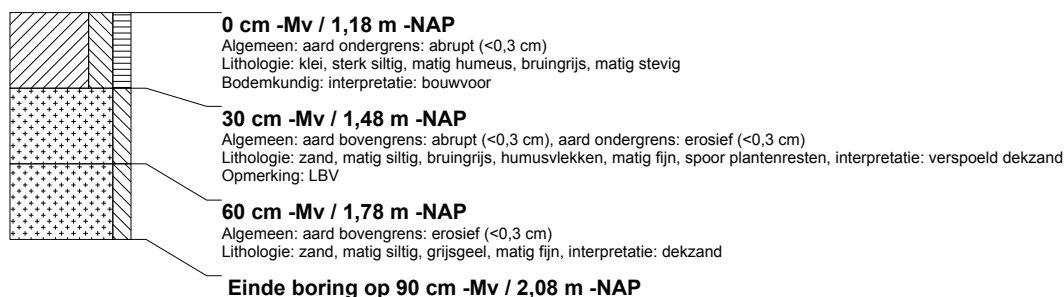 0 cm -Mv / 1,18 m -NAP
Algemeen: aard ondergrens: abrupt (<0,3 cm)
Lithologie: klei, sterk siltig, matig humeus, bruingrijs, matig stevig
Bodemkundig: interpretatie: bouwvoor
30 cm -Mv / 1,48 m -NAP
Algemeen: aard bovengrens: abrupt (<0,3 cm), aard ondergrens: erosief (<0,3 cm)
Lithologie: zand, matig siltig, bruingrijs, humusvlekken, matig fijn, spoor plantenresten, interpretatie: verspoeld dekzand
Opmerking: LBV
60 cm -Mv / 1,78 m -NAP
Algemeen: aard bovengrens: erosief (<0,3 cm)
Lithologie: zand, matig siltig, grijsgeel, matig fijn, interpretatie: dekzand
Einde boring op 90 cm -Mv / 2,08 m -NAP